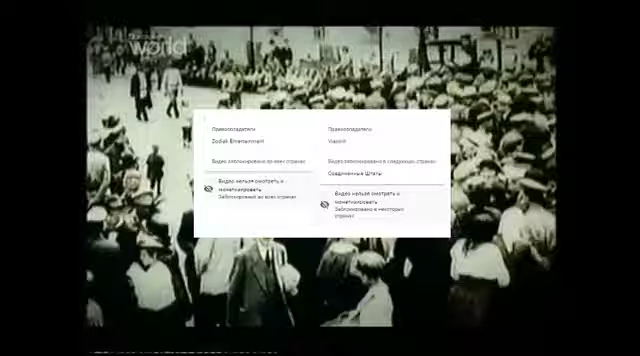 world
Правообладатели
Zodiak Entertainment
Видео заблокировано во всех странах
Видео нельзя смотреть и
монетизировать
Заблокировано во всех странах
Правообладатели
Viacom
Видео заблокировано в следующих странах
Соединенные Штаты
Видео нельзя смотреть и
монетизировать
Заблокировано в некоторых
странах